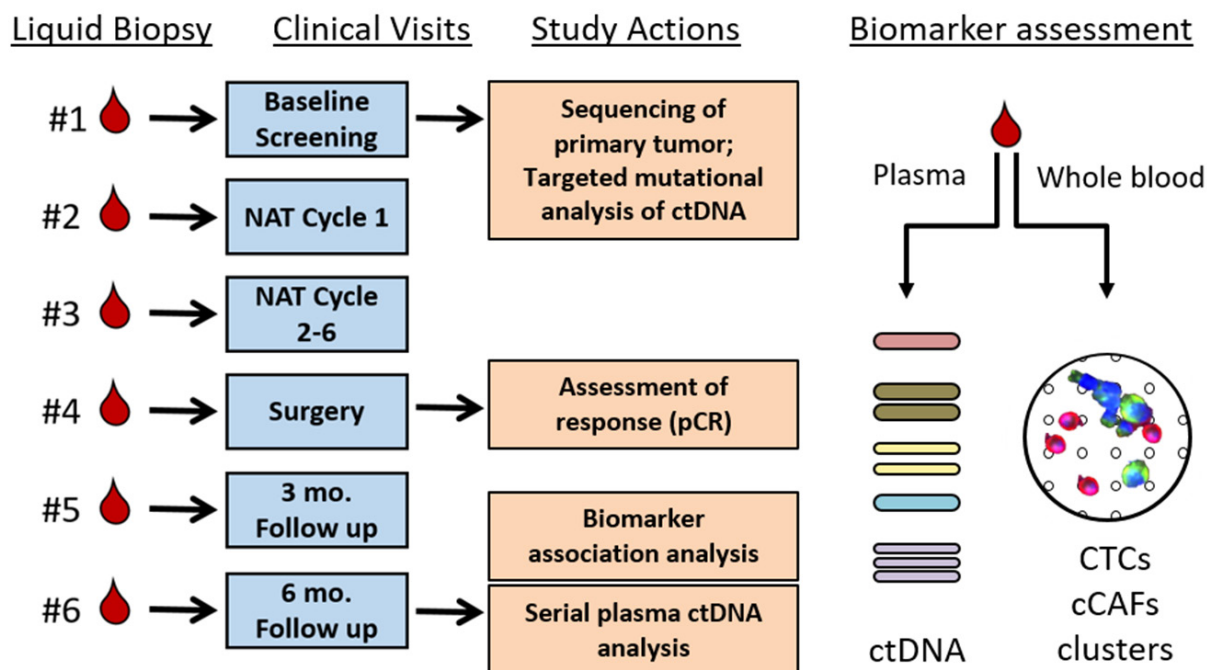 Liquid Biopsy
Clinical Visits
Study Actions
Biomarker assessment
#1
Baseline
Screening
Sequencing of
primary tumor;
Targeted mutational
analysis of ctDNA
#2
NAT Cycle 1
#3
NAT Cycle
2-6
#4
Surgery
Assessment of
response (pCR)
#5
3 mo.
Follow up
Biomarker
association analysis
#6
6 mo.
Follow up
Serial plasma ctDNA
analysis
Plasma
Whole blood
ctDNA
CTCs
cCAFs
clusters